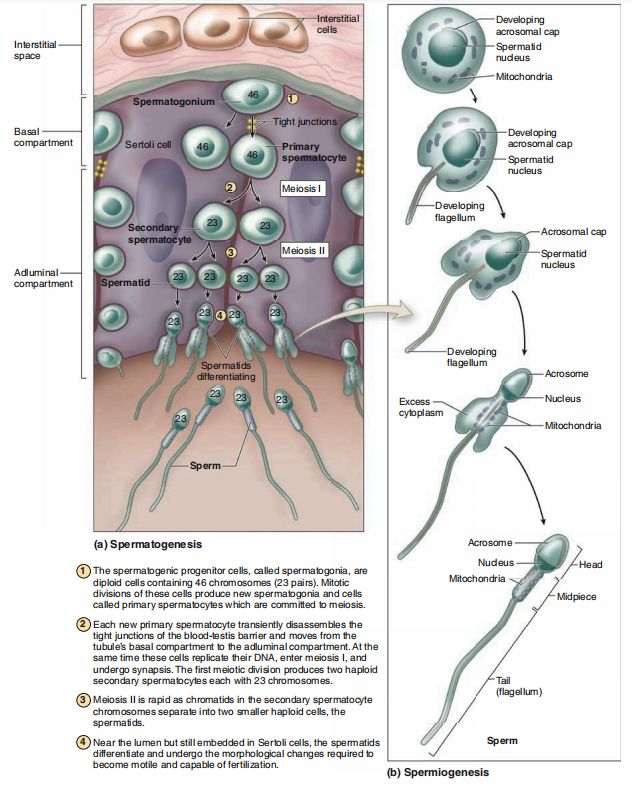 Interstitial
space
Interstitial
cells
46
1
Spermatogonium
Tight junctions
Basal
compartment
Sertoli cell
46
46
Primary
spermatocyte
2
Meiosis I
23
23
Secondary
spermatocyte
Meiosis II
3
Adluminal
compartment
Spermatid
23
23
23
23
23
23
4
23
23
Spermatids
differentiating
23
23
23
23
Sperm
(a) Spermatogenesis
1 The spermatogenic progenitor cells, called spermatogonia, are
diploid cells containing 46 chromosomes (23 pairs). Mitotic
divisions of these cells produce new spermatogonia and cells
called primary spermatocytes which are committed to meiosis.
2 Each new primary spermatocyte transiently disassembles the
tight junctions of the blood-testis barrier and moves from the
tubule's basal compartment to the adluminal compartment. At the
same time these cells replicate their DNA, enter meiosis I, and
undergo synapsis. The first meiotic division produces two haploid
secondary spermatocytes each with 23 chromosomes.
3 Meiosis II is rapid as chromatids in the secondary spermatocyte
chromosomes separate into two smaller haploid cells, the
spermatids.
4 Near the lumen but still embedded in Sertoli cells, the spermatids
differentiate and undergo the morphological changes required to
become motile and capable of fertilization.
Developing
acrosomal cap
Spermatid
nucleus
Mitochondria
Developing
acrosomal cap
Spermatid
nucleus
Developing
flagellum
Acrosomal cap
Spermatid
nucleus
Developing
flagellum
Acrosome
Nucleus
Excess
cytoplasm
Mitochondria
Acrosome
Nucleus
Mitochondria
Head
Midpiece
Tail
(flagellum)
Sperm
(b) Spermiogenesis